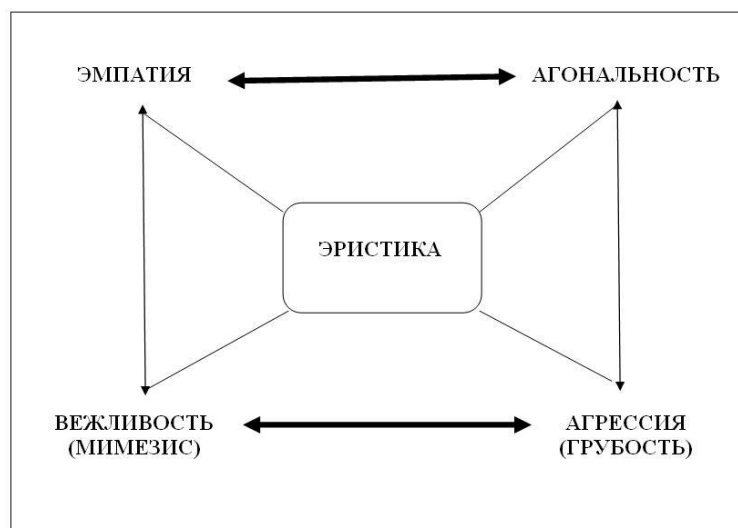 ЭМПАТИЯ
АГОНАЛЬНОСТЬ
ЭРИСТИКА
ВЕЖЛИВОСТЬ
(МИМЕЗИС)
АГРЕССИЯ
(ГРУБОСТЬ)